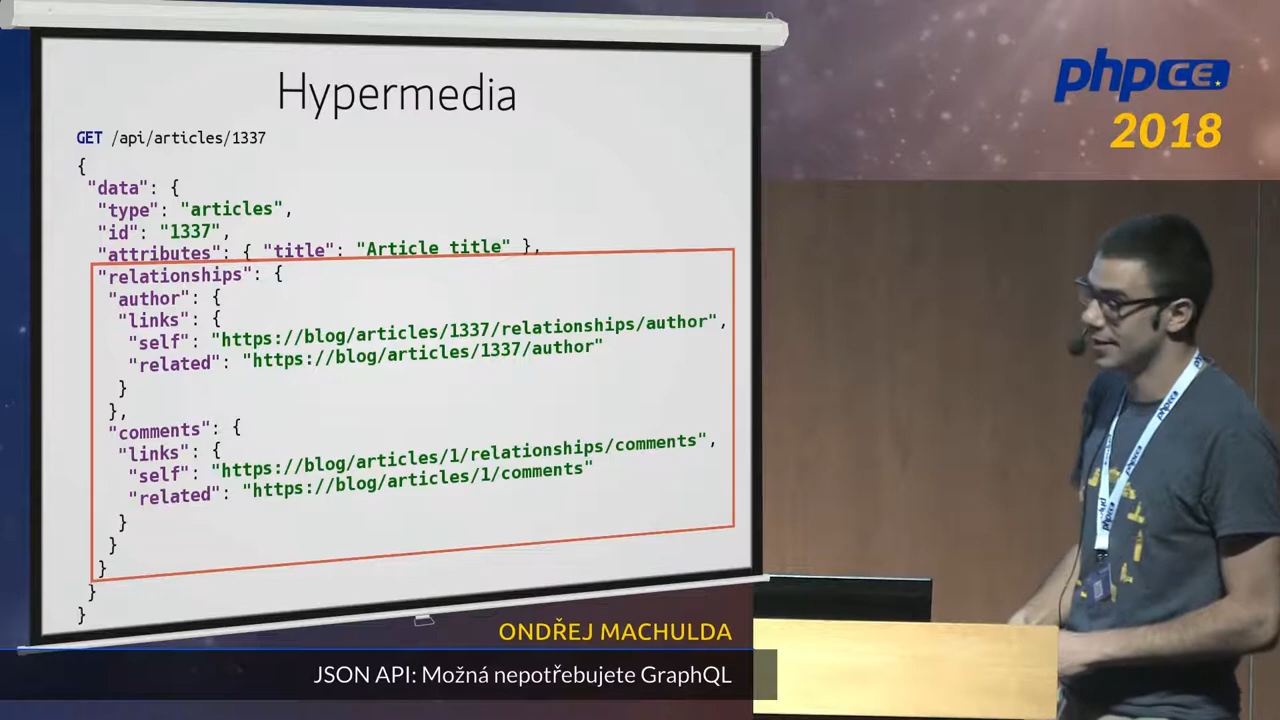 Hypermedia
GET /api/articles/1337
{
"data": {
"type": "articles",
"id": "1337",
"attributes": { "title": "Article title" },
"relationships": {
"author": {
"links": {
"self": "https://blog/articles/1337/relationships/author",
"related": "https://blog/articles/1337/author"
}
},
"comments": {
"links": {
"self": "https://blog/articles/1/relationships/comments",
"related": "https://blog/articles/1/comments"
}
}
}
}
}
phpce
2018
phpce
phpce
ONDŘEJ MACHULDA
JSON API: Možná nepotřebujete GraphQL